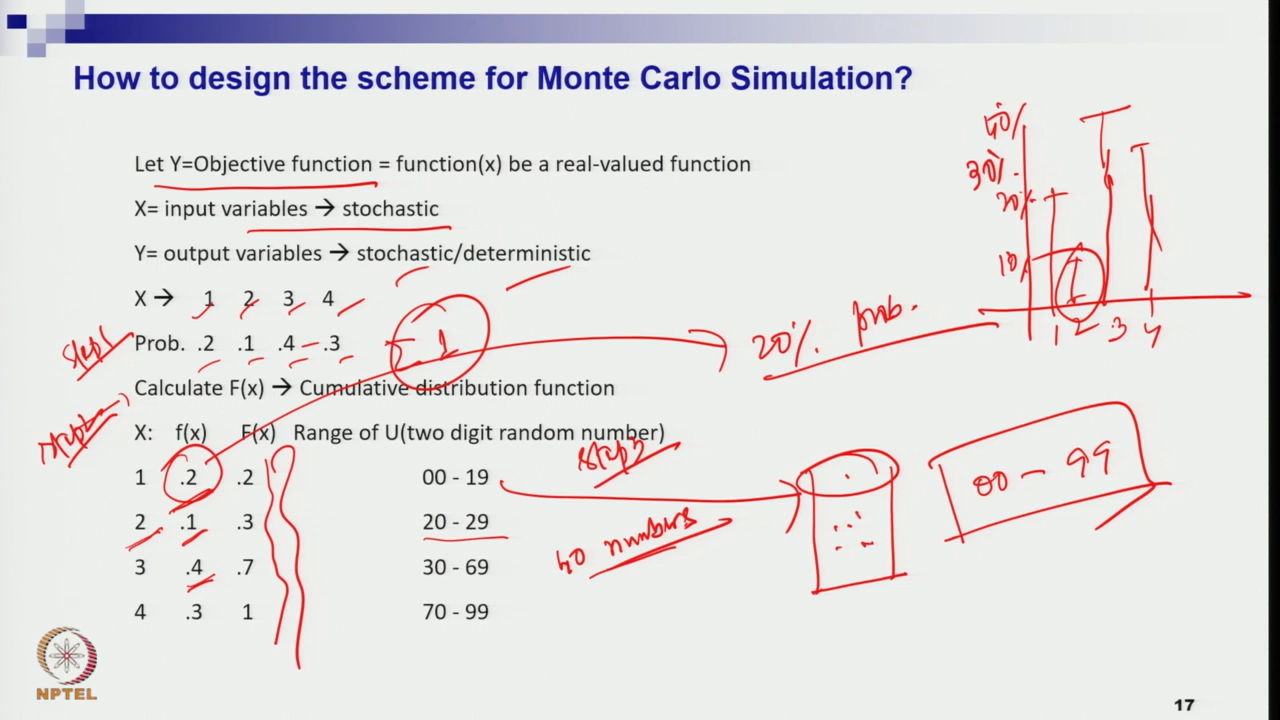 How to design the scheme for Monte Carlo Simulation?
Let Y=Objective function = function(x) be a real-valued function
X= input variables → stochastic
Y= output variables → stochastic/deterministic
X → 1 2 3 4
Prob. .2 .1 .4 .3
Calculate F(x) → Cumulative distribution function
X: f(x) F(x) Range of U(two digit random number)
1 .2 .2 00 - 19
2 .1 .3 20 - 29
3 .4 .7 30 - 69
4 .3 1 70 - 99
40%
30%
20%
10%
1 2 3 4
step1
1
20% prob.
step2
step3
40 numbers
00 - 99
NPTEL
17